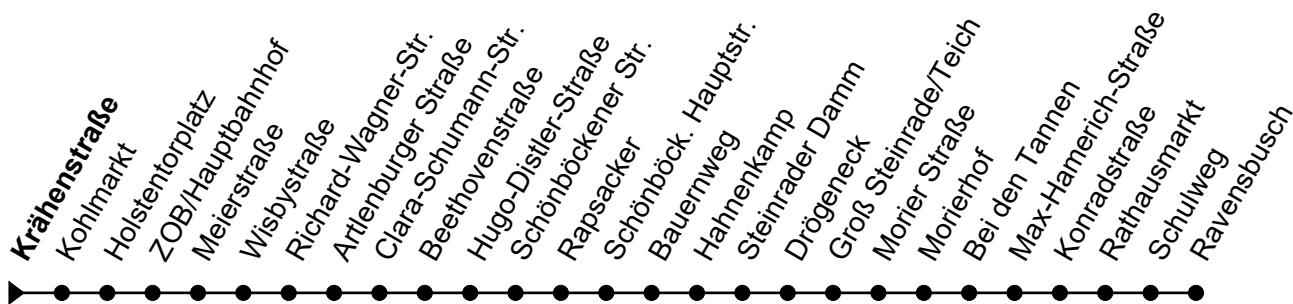 Krähenstraße
Kohlmarkt
Holstentorplatz
ZOB/Hauptbahnhof
Meierstraße
Wisbystraße
Richard-Wagner-Str.
Artlenburger Straße
Clara-Schumann-Str.
Beethovenstraße
Hugo-Distler-Straße
Schönböckener Str.
Rapsacker
Schönböck. Hauptstr.
Bauernweg
Hahnenkamp
Steinrader Damm
Drögeneck
Groß Steinrade/Teich
Morier Straße
Morierhof
Bei den Tannen
Max-Hamerich-Straße
Konradstraße
Rathausmarkt
Schulweg
Ravensbusch